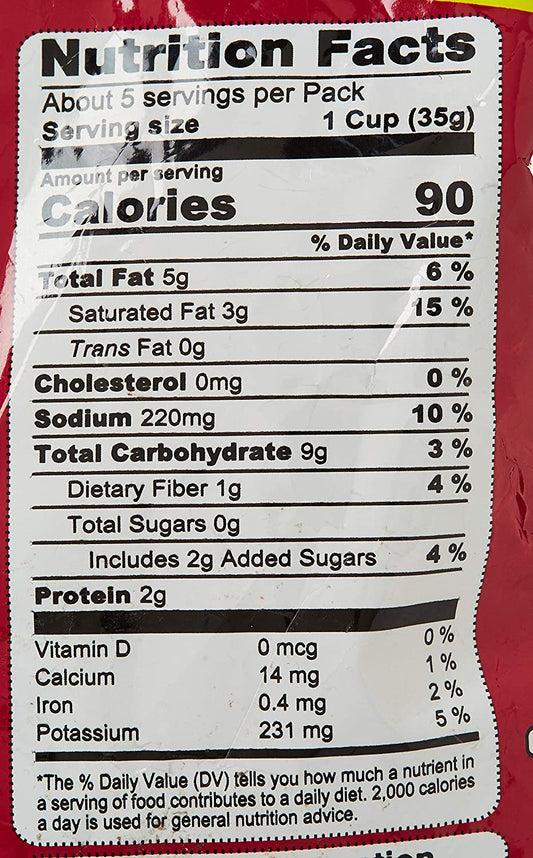 Nutrition Facts
About 5 servings per Pack
Serving size 1 Cup (35g)
Amount per serving
Calories 90
% Daily Value*
Total Fat 5g 6 %
Saturated Fat 3g 15 %
Trans Fat 0g
Cholesterol 0mg 0 %
Sodium 220mg 10 %
Total Carbohydrate 9g 3 %
Dietary Fiber 1g 4 %
Total Sugars 0g
Includes 2g Added Sugars 4 %
Protein 2g
Vitamin D 0 mcg 0 %
Calcium 14 mg 1 %
Iron 0.4 mg 2 %
Potassium 231 mg 5 %
*The % Daily Value (DV) tells you how much a nutrient in
a serving of food contributes to a daily diet. 2,000 calories
a day is used for general nutrition advice.